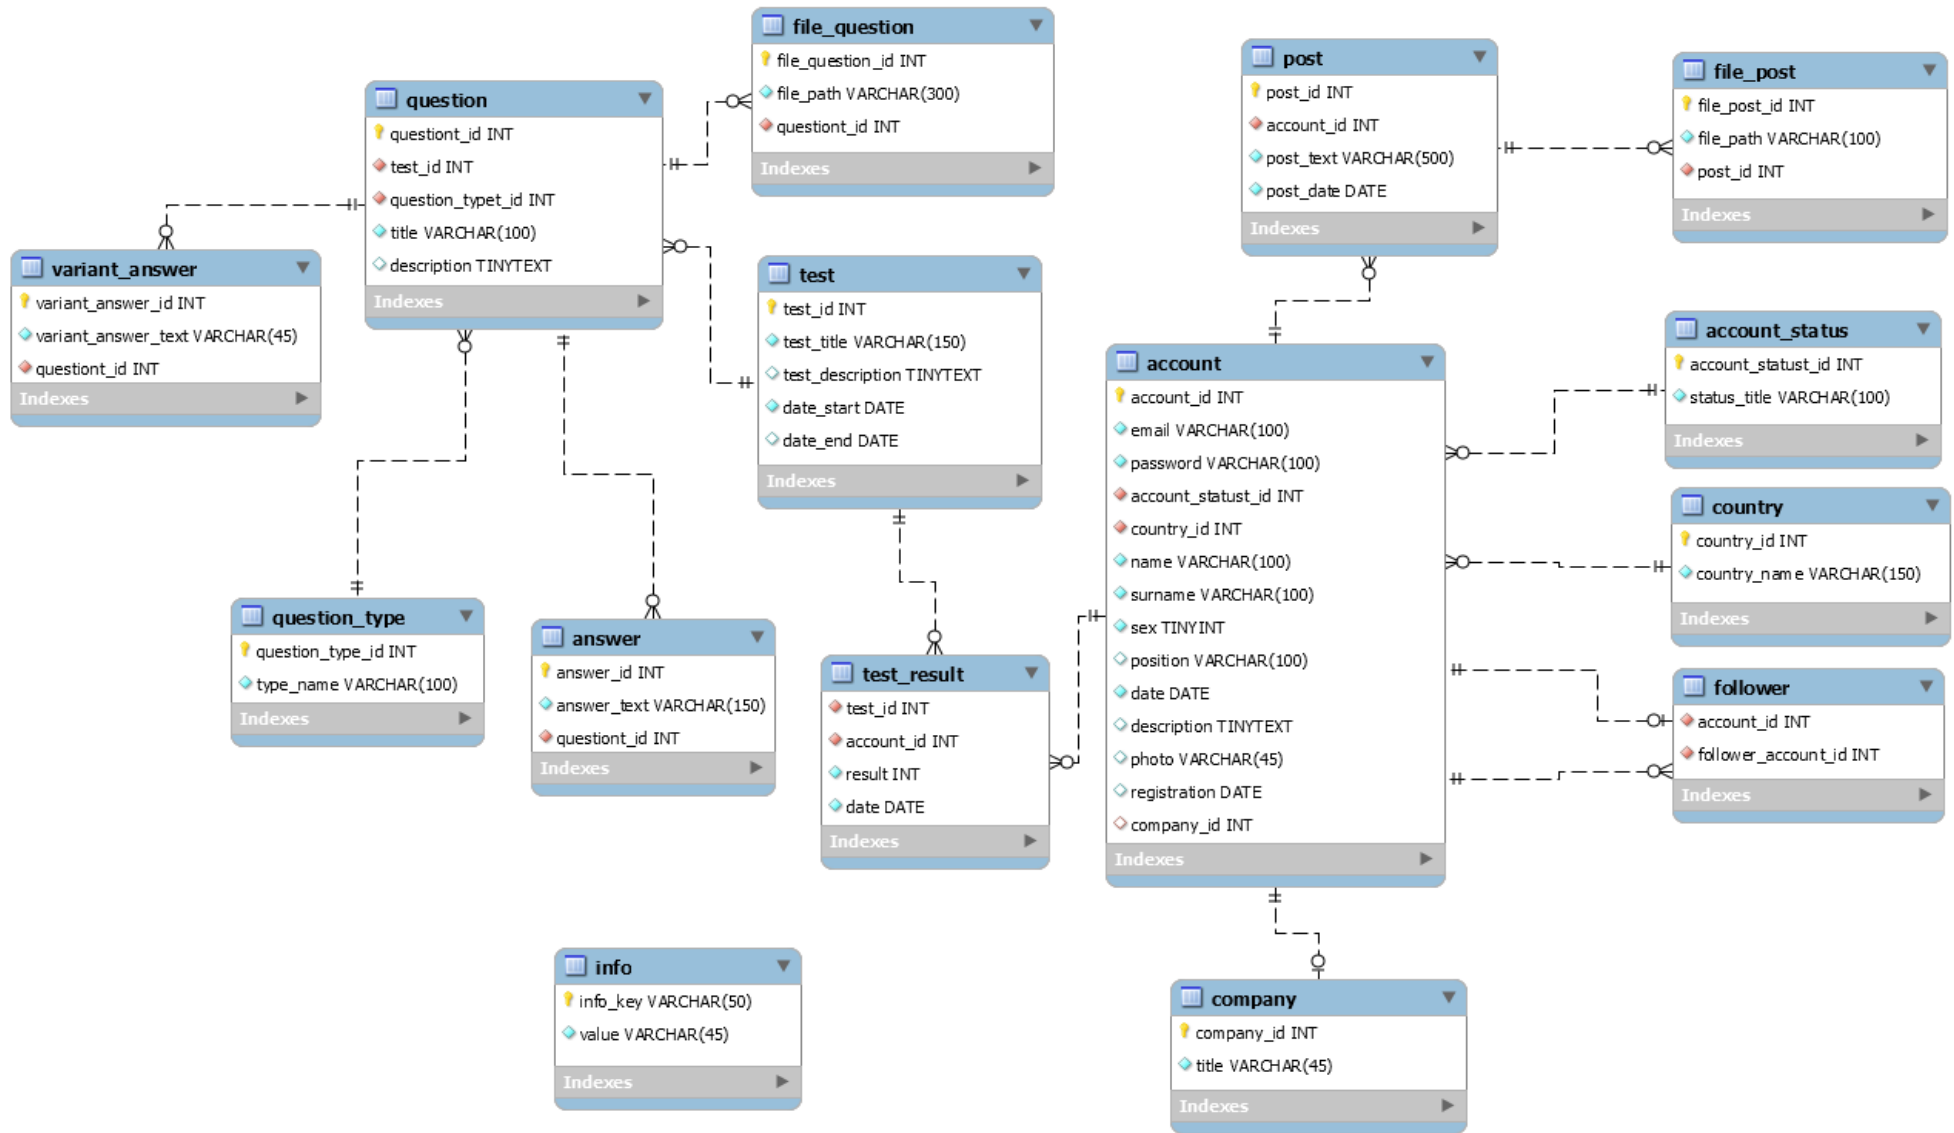 file_question
file_question_id INT
file_path VARCHAR(300)
questiont_id INT
Indexes
post
post_id INT
account_id INT
post_text VARCHAR(500)
post_date DATE
Indexes
file_post
file_post_id INT
file_path VARCHAR(100)
post_id INT
Indexes
question
questiont_id INT
test_id INT
question_typet_id INT
title VARCHAR(100)
description TINYTEXT
Indexes
variant_answer
variant_answer_id INT
variant_answer_text VARCHAR(45)
questiont_id INT
Indexes
test
test_id INT
test_title VARCHAR(150)
test_description TINYTEXT
date_start DATE
date_end DATE
Indexes
account_status
account_statust_id INT
status_title VARCHAR(100)
Indexes
account
account_id INT
email VARCHAR(100)
password VARCHAR(100)
account_statust_id INT
country_id INT
name VARCHAR(100)
surname VARCHAR(100)
sex TINYINT
position VARCHAR(100)
date DATE
description TINYTEXT
photo VARCHAR(45)
registration DATE
company_id INT
Indexes
country
country_id INT
country_name VARCHAR(150)
Indexes
question_type
question_type_id INT
type_name VARCHAR(100)
Indexes
answer
answer_id INT
answer_text VARCHAR(150)
questiont_id INT
Indexes
test_result
test_id INT
account_id INT
result INT
date DATE
Indexes
follower
account_id INT
follower_account_id INT
Indexes
info
info_key VARCHAR(50)
value VARCHAR(45)
Indexes
company
company_id INT
title VARCHAR(45)
Indexes